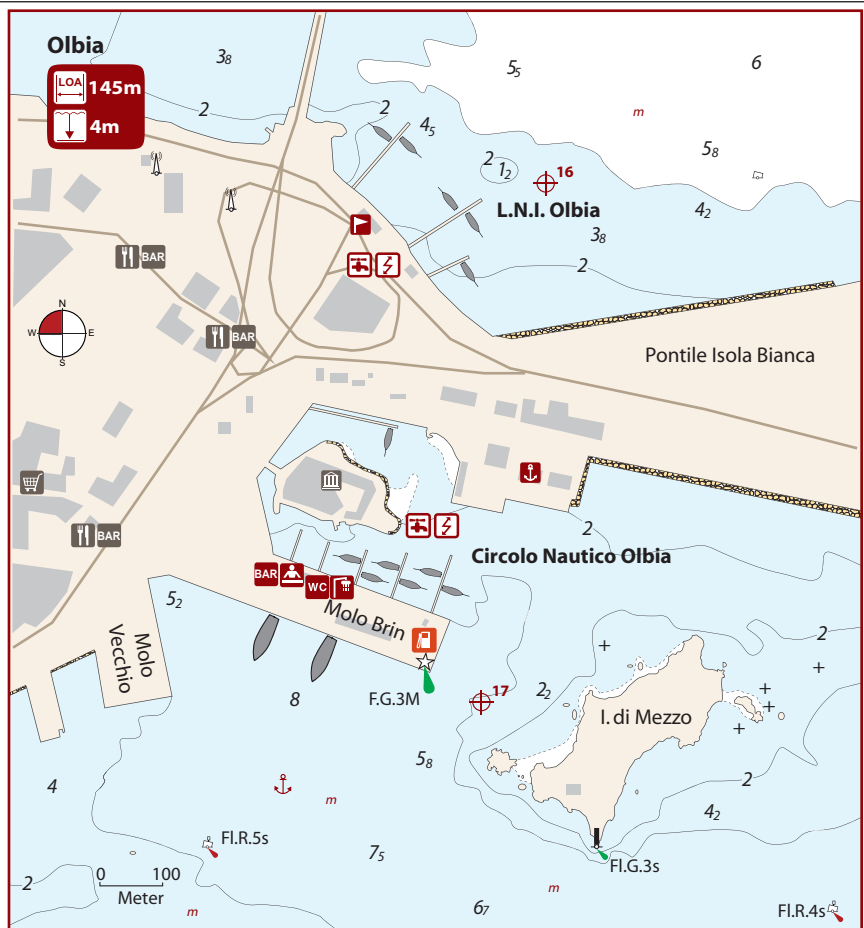 Olbia
LOA 145m
4m
3₈
5₅
6
2
2
4₅
m
5₈
2
1₂
16
L.N.I. Olbia
4₂
3₈
2
BAR
N
W E
S
BAR
Pontile Isola Bianca
BAR
2
Circolo Nautico Olbia
BAR
WC
5₂
Molo Brin
Molo
Vecchio
2
2₂
17
8
F.G.3M
I. di Mezzo
5₈
4
2
m
4₂
Fl.R.5s
7₅
Fl.G.3s
0 100
Meter
2
m
m
6₇
Fl.R.4s